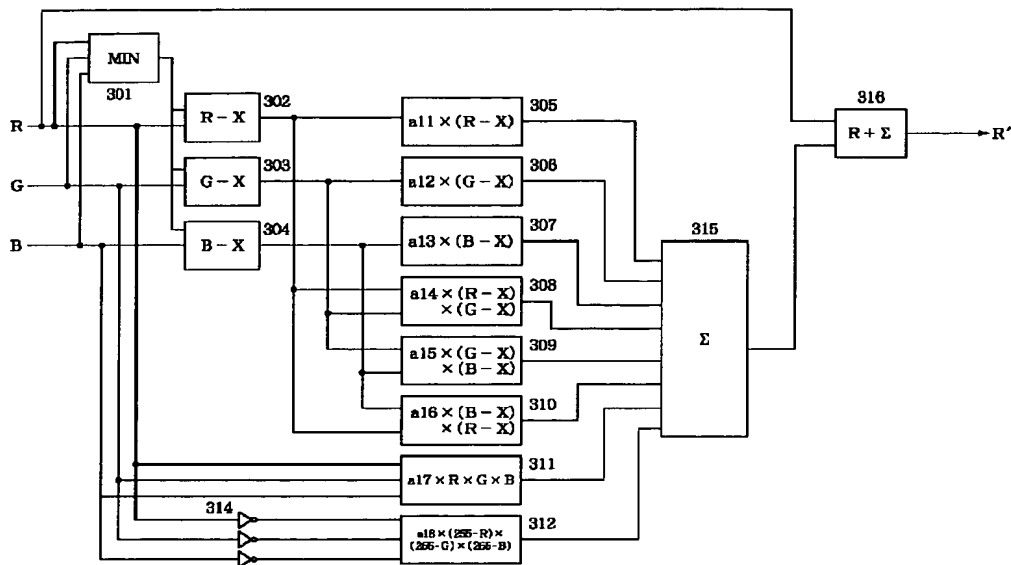 MIN
301
R
G
B
R－X
302
G－X
303
B－X
304
a11×(R－X)
305
a12×(G－X)
306
a13×(B－X)
307
a14×(R－X)
×(G－X)
308
a15×(G－X)
×(B－X)
309
a16×(B－X)
×(R－X)
310
a17×R×G×B
311
314
a18×(255-R)×
(255-G)×(255-B)
312
315
Σ
316
R＋Σ
R'